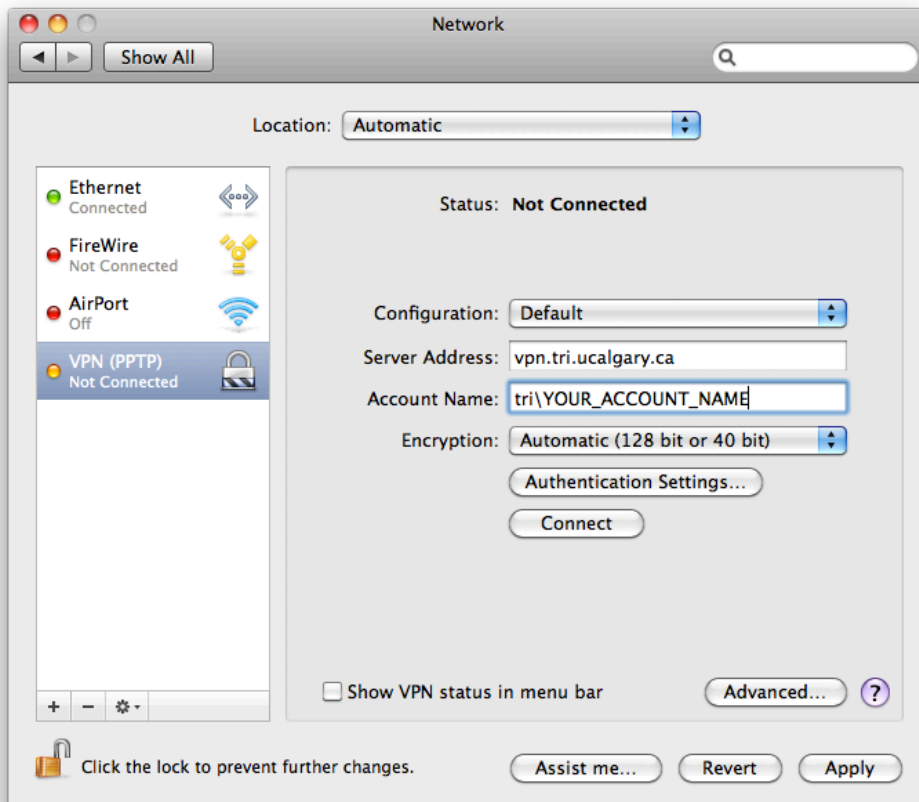 Network
Show All
Location: Automatic
Ethernet
Connected
FireWire
Not Connected
AirPort
Off
VPN (PPTP)
Not Connected
Status: Not Connected
Configuration: Default
Server Address: vpn.tri.ucalgary.ca
Account Name: tri\YOUR_ACCOUNT_NAME
Encryption: Automatic (128 bit or 40 bit)
Authentication Settings...
Connect
Show VPN status in menu bar
Advanced...
?
Click the lock to prevent further changes.
Assist me...
Revert
Apply